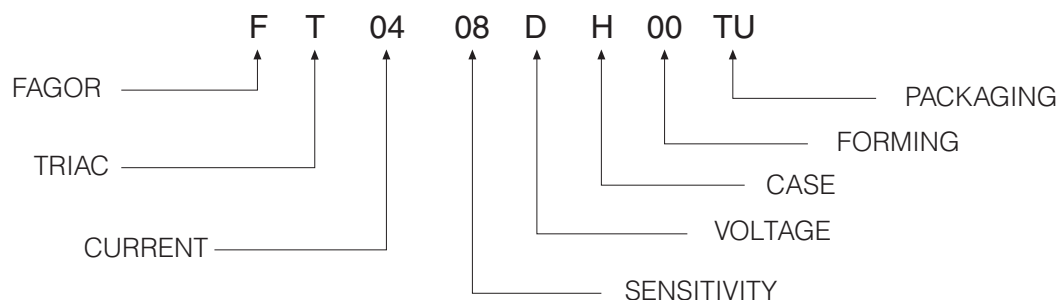 F T 04 08 D H 00 TU
FAGOR
PACKAGING
FORMING
TRIAC
CASE
VOLTAGE
CURRENT
SENSITIVITY